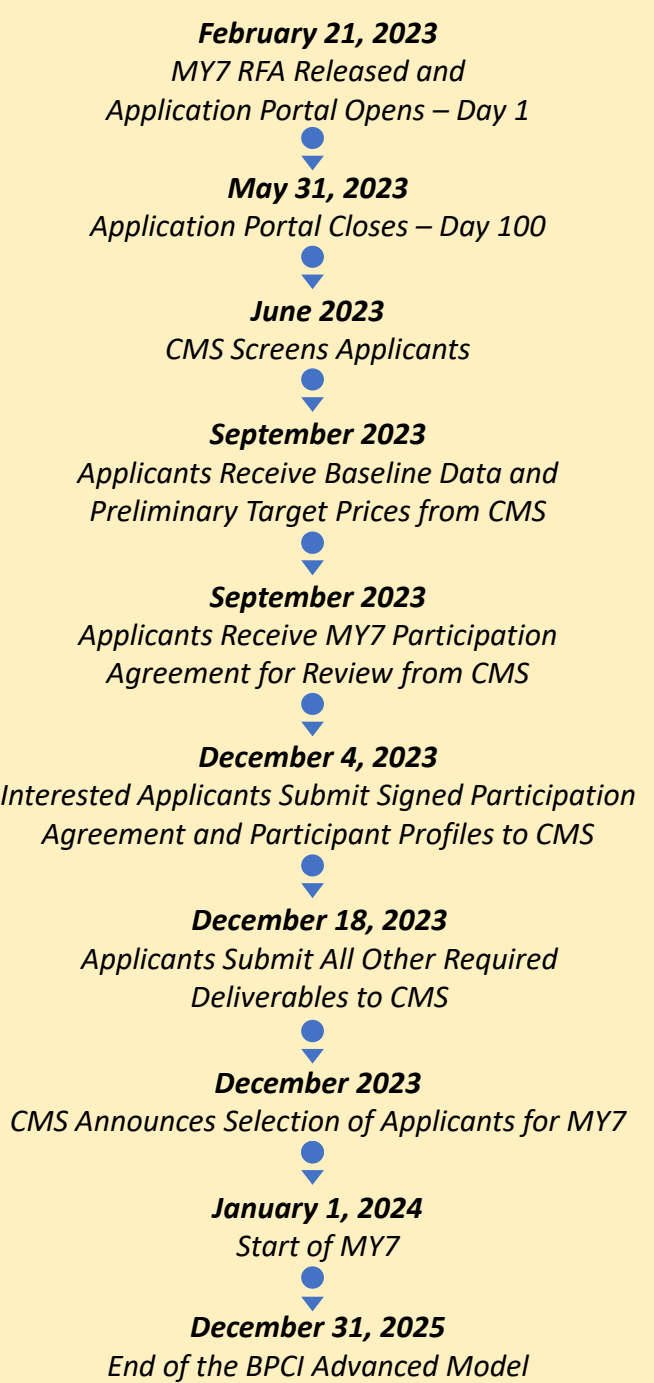 February 21, 2023
MY7 RFA Released and
Application Portal Opens – Day 1
May 31, 2023
Application Portal Closes – Day 100
June 2023
CMS Screens Applicants
September 2023
Applicants Receive Baseline Data and
Preliminary Target Prices from CMS
September 2023
Applicants Receive MY7 Participation
Agreement for Review from CMS
December 4, 2023
Interested Applicants Submit Signed Participation
Agreement and Participant Profiles to CMS
December 18, 2023
Applicants Submit All Other Required
Deliverables to CMS
December 2023
CMS Announces Selection of Applicants for MY7
January 1, 2024
Start of MY7
December 31, 2025
End of the BPCI Advanced Model